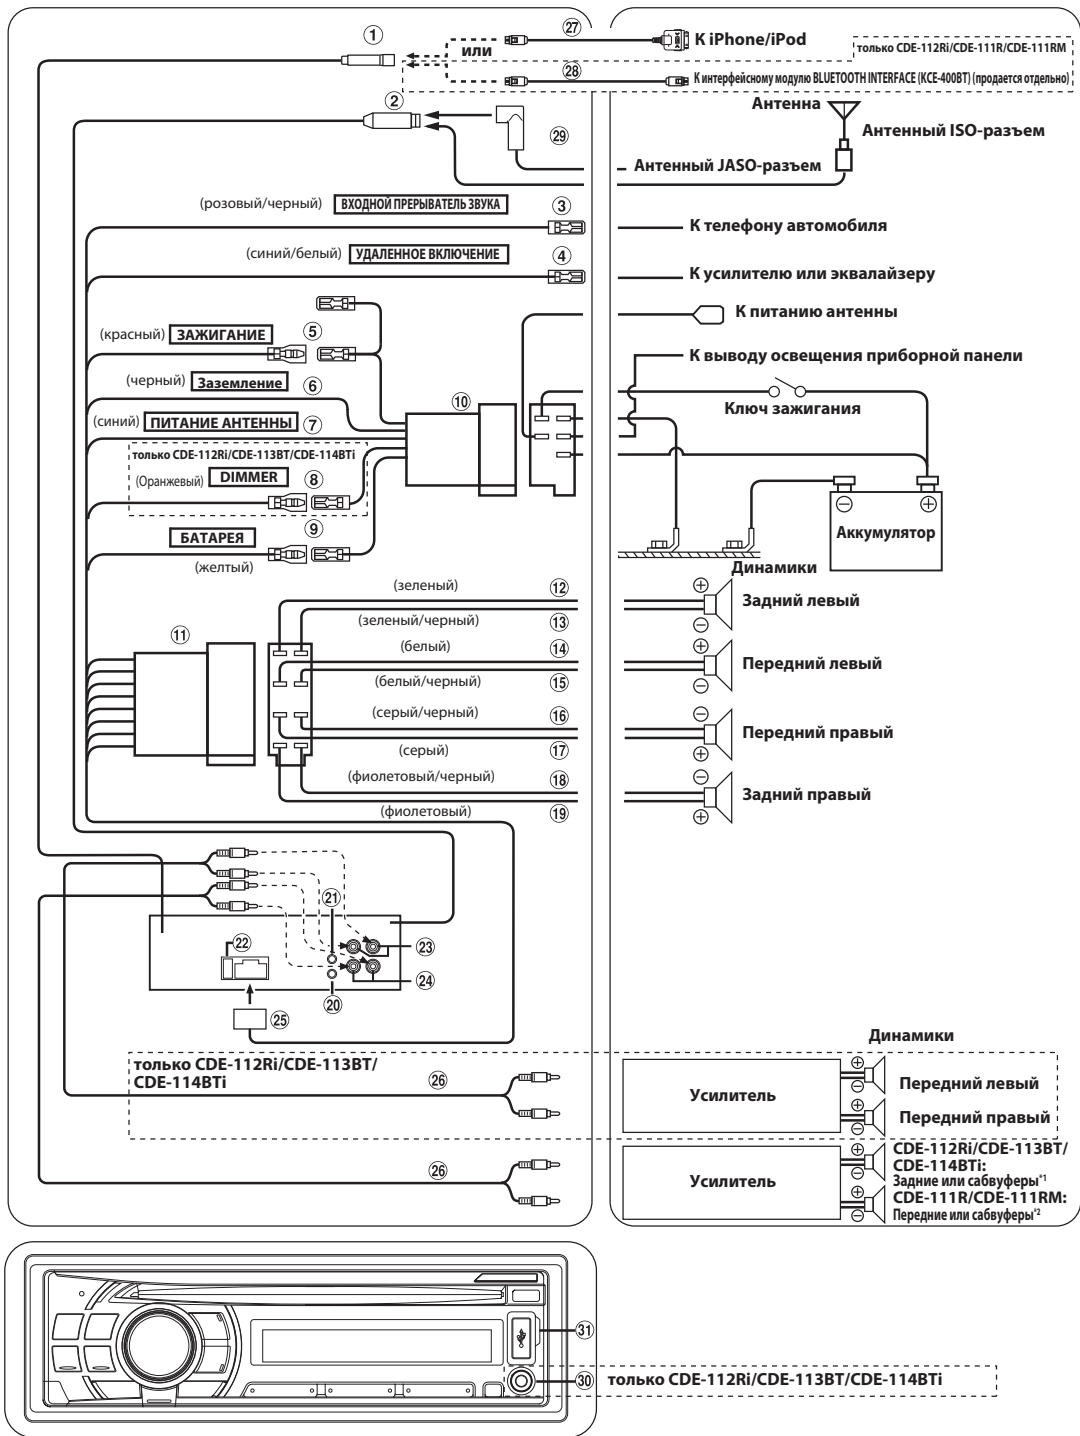 ① или ㉗ К iPhone/iPod
только CDE-112Ri/CDE-111R/CDE-111RM
㉘ К интерфейсному модулю BLUETOOTH INTERFACE (KCE-400BT) (продается отдельно)
② Антенна
㉙ Антенный ISO-разъем
Антенный JASO-разъем
(розовый/черный) ВХОДНОЙ ПРЕРЫВАТЕЛЬ ЗВУКА ③
К телефону автомобиля
(синий/белый) УДАЛЕННОЕ ВКЛЮЧЕНИЕ ④
К усилителю или эквалайзеру
К питанию антенны
(красный) ЗАЖИГАНИЕ ⑤
К выводу освещения приборной панели
(черный) Заземление ⑥ ⑩
Ключ зажигания
(синий) ПИТАНИЕ АНТЕННЫ ⑦
только CDE-112Ri/CDE-113BT/CDE-114BTi
(Оранжевый) DIMMER ⑧
БАТАРЕЯ ⑨
(желтый)
Аккумулятор
Динамики
(зеленый) ⑫ Задний левый
(зеленый/черный) ⑬
⑪ (белый) ⑭ Передний левый
(белый/черный) ⑮
(серый/черный) ⑯ Передний правый
(серый) ⑰
(фиолетовый/черный) ⑱ Задний правый
(фиолетовый) ⑲
㉑
㉒ ㉓
㉔
⑳
㉕
Динамики
только CDE-112Ri/CDE-113BT/
CDE-114BTi
㉖
Усилитель
Передний левый
Передний правый
㉖
Усилитель
CDE-112Ri/CDE-113BT/
CDE-114BTi:
Задние или сабвуферы*1
CDE-111R/CDE-111RM:
Передние или сабвуферы*2
㉛
㉚ только CDE-112Ri/CDE-113BT/CDE-114BTi